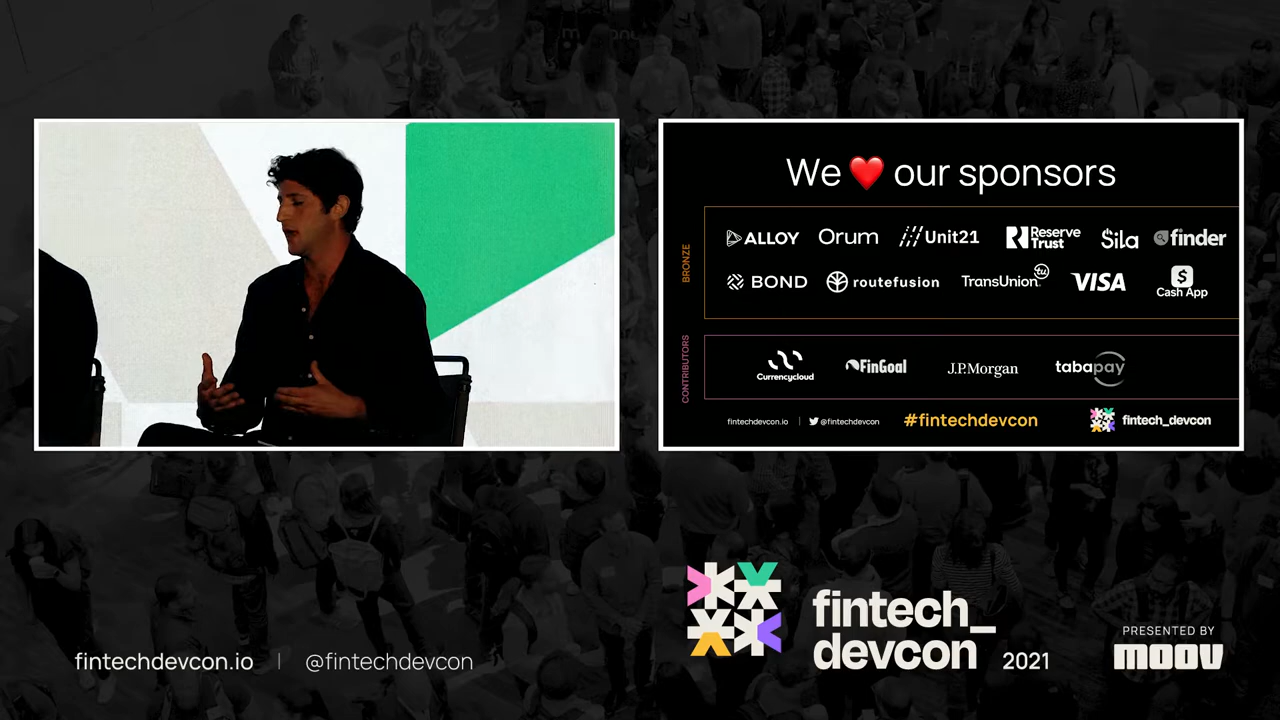 We ❤️ our sponsors
BRONZE
ALLOY Orum Unit21 Reserve Trust Sila finder
BOND routefusion TransUnion tu VISA Cash App
CONTRIBUTORS
Currencycloud FinGoal J.P.Morgan tabapay
fintechdevcon.io | @fintechdevcon #fintechdevcon fintech_devcon
fintech_
devcon 2021
PRESENTED BY
moov
fintechdevcon.io | @fintechdevcon